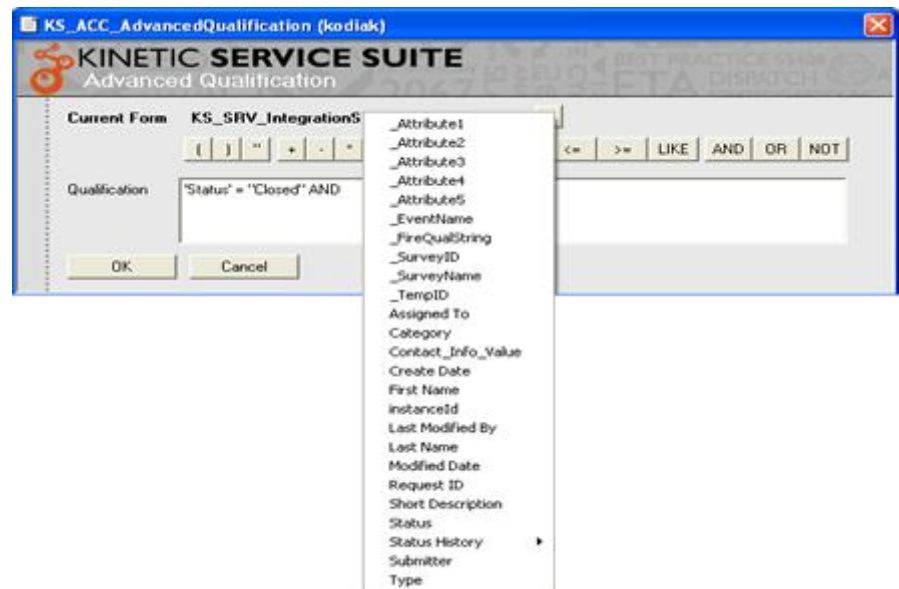 KS_ACC_AdvancedQualification (kodiak)
KINETIC SERVICE SUITE
Advanced Qualification
Current Form KS_SRV_IntegrationS
( ) " + - * <= >= LIKE AND OR NOT
Qualification 'Status' = "Closed" AND
OK Cancel
_Attribute1
_Attribute2
_Attribute3
_Attribute4
_Attribute5
_EventName
_FireQualString
_SurveyID
_SurveyName
_TempID
Assigned To
Category
Contact_Info_Value
Create Date
First Name
instanceId
Last Modified By
Last Name
Modified Date
Request ID
Short Description
Status
Status History
Submitter
Type